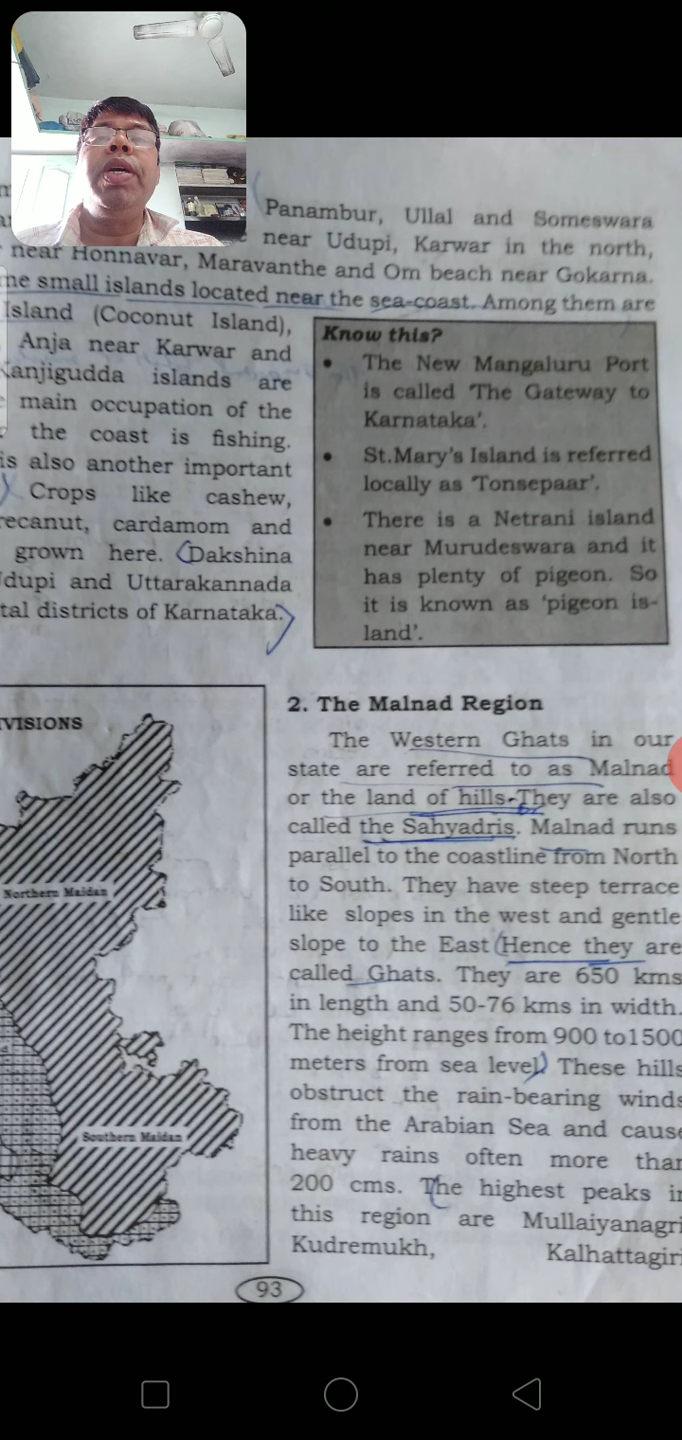 Panambur, Ullal and Someswara
near Udupi, Karwar in the north,
near Honnavar, Maravanthe and Om beach near Gokarna.
small islands located near the sea-coast. Among them are
Island (Coconut Island),
Anja near Karwar and
Kanjigudda islands are
main occupation of the
the coast is fishing.
is also another important
Crops like cashew,
recanut, cardamom and
grown here. (Dakshina
Udupi and Uttarakannada
tal districts of Karnataka.
Know this?
• The New Mangaluru Port
is called 'The Gateway to
Karnataka'.
• St.Mary's Island is referred
locally as 'Tonsepaar'.
• There is a Netrani island
near Murudeswara and it
has plenty of pigeon. So
it is known as 'pigeon is-
land'.
VISIONS
Northern Maidan
Southern Maidan
2. The Malnad Region
The Western Ghats in our
state are referred to as Malnad
or the land of hills-They are also
called the Sahyadris. Malnad runs
parallel to the coastline from North
to South. They have steep terrace
like slopes in the west and gentle
slope to the East (Hence they are
called Ghats. They are 650 kms
in length and 50-76 kms in width.
The height ranges from 900 to1500
meters from sea level) These hills
obstruct the rain-bearing winds
from the Arabian Sea and cause
heavy rains often more than
200 cms. The highest peaks in
this region are Mullaiyanagri
Kudremukh, Kalhattagiri
93